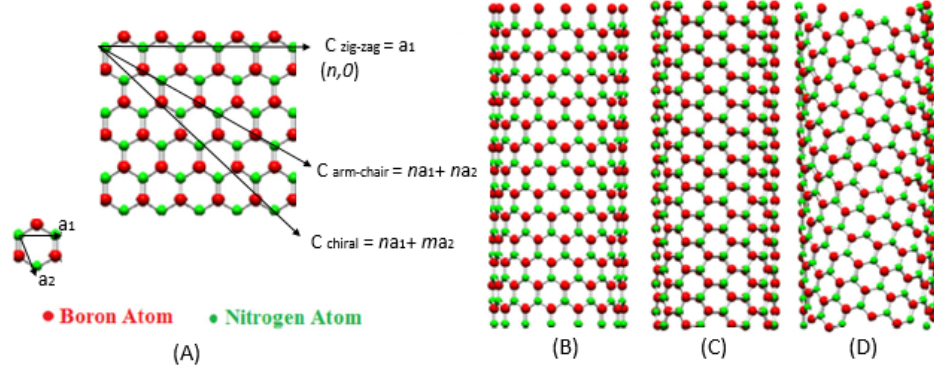 C zig-zag = a₁
(n,0)
C arm-chair = na₁+ na₂
C chiral = na₁+ ma₂
a₁
a₂
Boron Atom
Nitrogen Atom
(A)
(B)
(C)
(D)